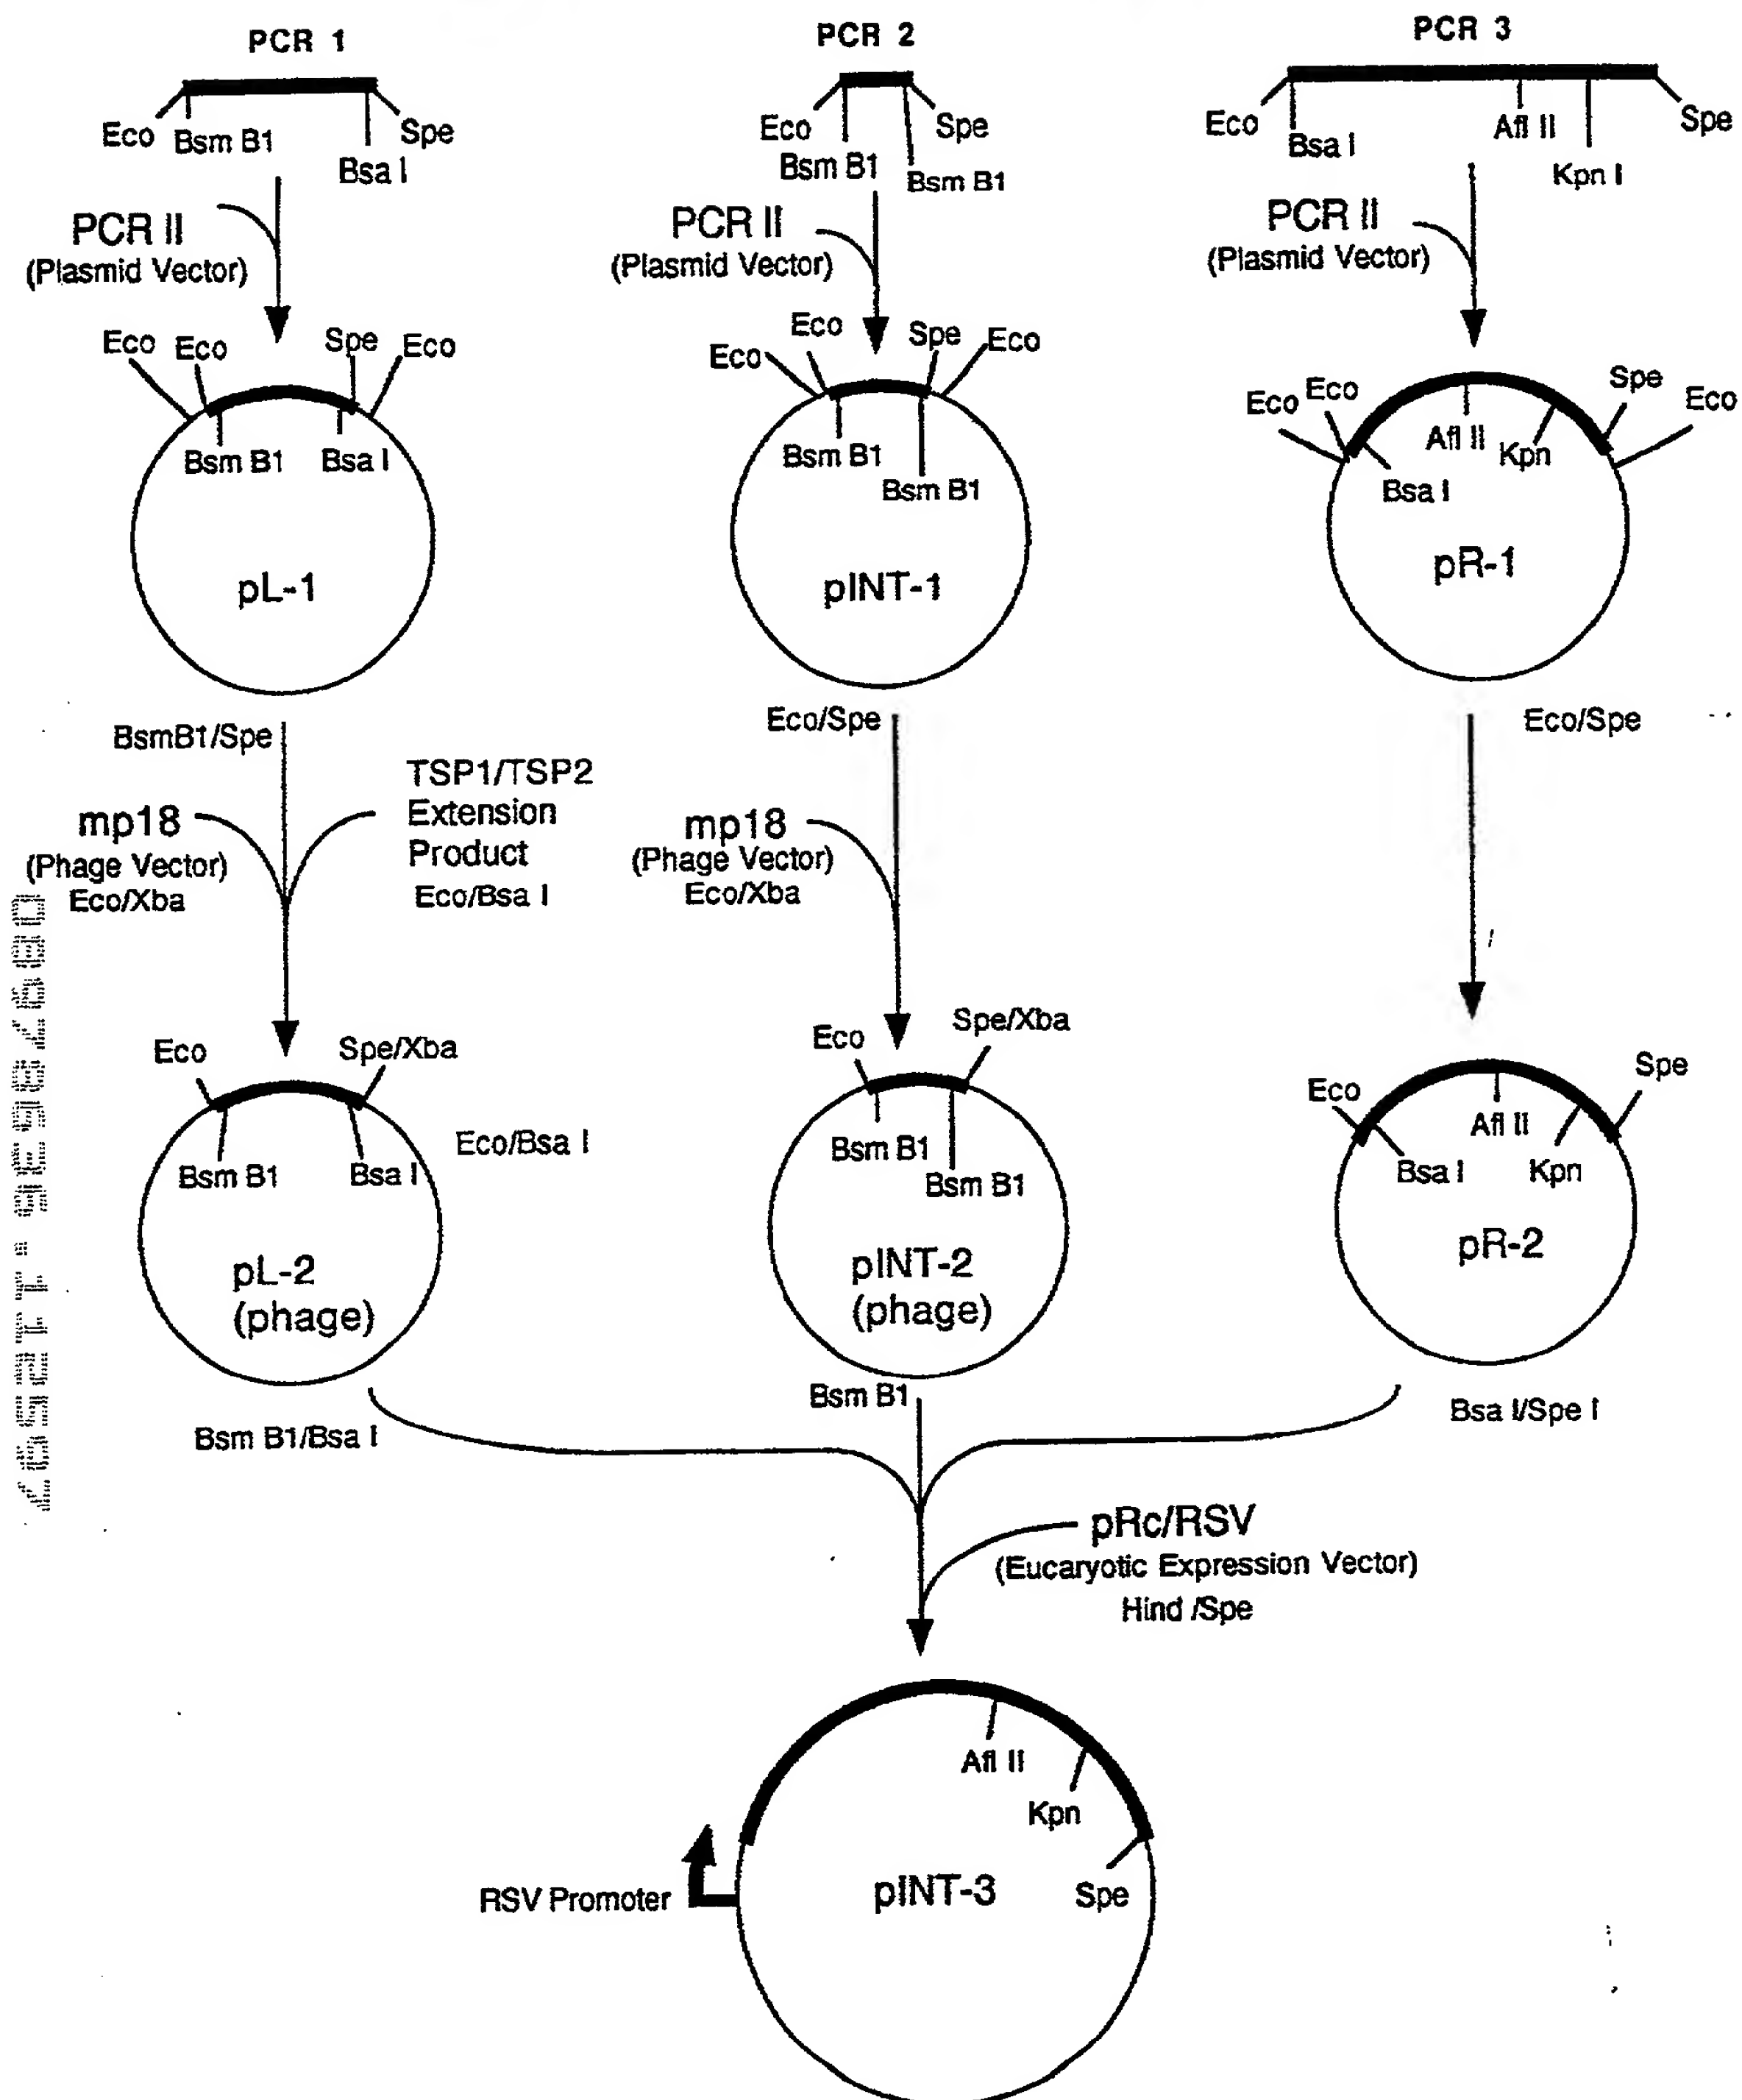 PCR 1
Eco
Bsm B1
Bsa I
Spe
PCR II
(Plasmid Vector)
Eco
Eco
Spe
Eco
Bsm B1
Bsa I
pL-1
BsmB1/Spe
mp18
(Phage Vector)
Eco/Xba
TSP1/TSP2
Extension
Product
Eco/Bsa I
Eco
Spe/Xba
Bsm B1
Bsa I
Eco/Bsa I
pL-2
(phage)
Bsm B1/Bsa I
PCR 2
Eco
Bsm B1
Spe
Bsm B1
PCR II
(Plasmid Vector)
Eco
Eco
Spe
Eco
Bsm B1
Bsm B1
pINT-1
Eco/Spe
mp18
(Phage Vector)
Eco/Xba
Eco
Spe/Xba
Bsm B1
Bsm B1
pINT-2
(phage)
Bsm B1
PCR 3
Eco
Bsa I
Afl II
Kpn I
Spe
PCR II
(Plasmid Vector)
Eco
Eco
Spe
Eco
Afl II
Kpn
Bsa I
pR-1
Eco/Spe
Eco
Spe
Afl II
Bsa I
Kpn
pR-2
Bsa I/Spe I
pRc/RSV
(Eucaryotic Expression Vector)
Hind /Spe
Afl II
Kpn
Spe
RSV Promoter
pINT-3